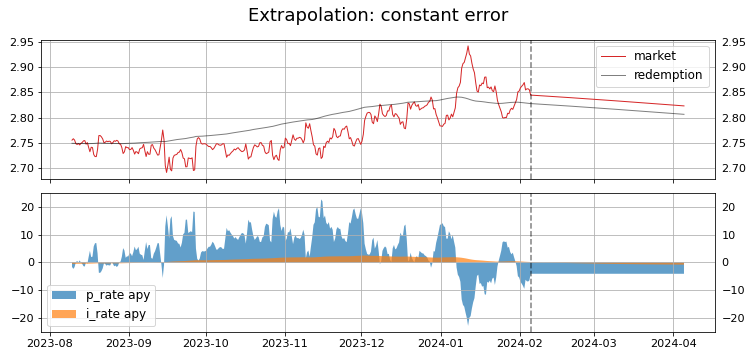 Extrapolation: constant error
2.95 2.95
2.90 2.90
2.85 2.85
2.80 2.80
2.75 2.75
2.70 2.70
market
redemption
20 20
10 10
0 0
−10 −10
−20 −20
p_rate apy
i_rate apy
2023-08 2023-09 2023-10 2023-11 2023-12 2024-01 2024-02 2024-03 2024-04